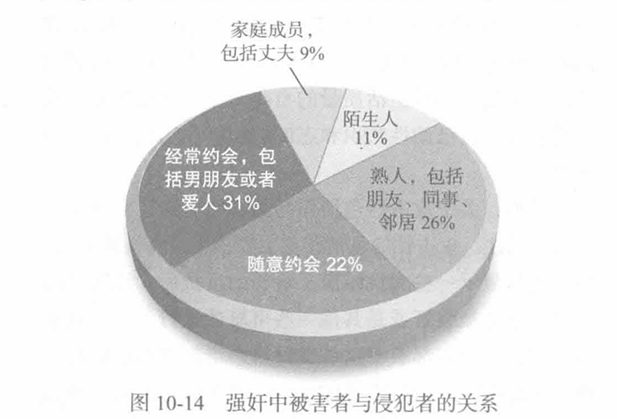 家庭成员，
包括丈夫 9%
陌生人
11%
经常约会，包
括男朋友或者
爱人 31%
熟人，包括
朋友、同事、
邻居 26%
随意约会 22%
图 10-14 强奸中被害者与侵犯者的关系